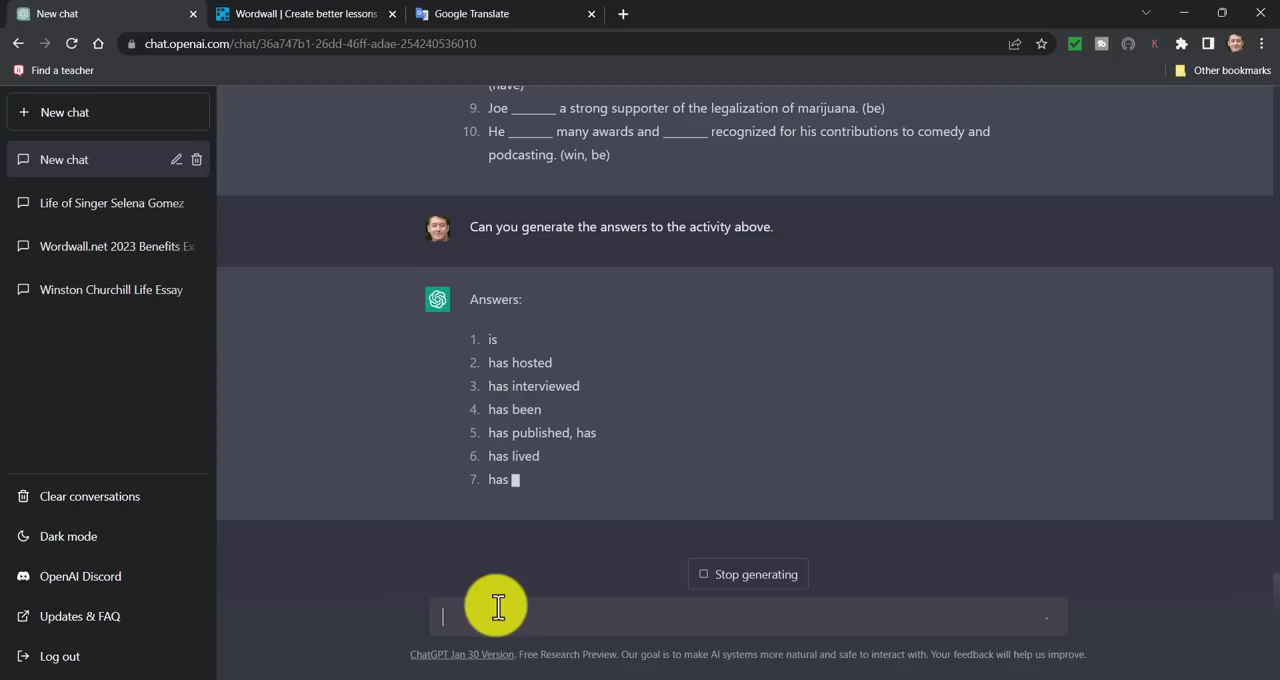 New chat
Wordwall | Create better lessons
Google Translate
chat.openai.com/chat/36a747b1-26dd-46ff-adae-254240536010
Find a teacher
Other bookmarks
New chat
New chat
Life of Singer Selena Gomez
Wordwall.net 2023 Benefits Ex
Winston Churchill Life Essay
Clear conversations
Dark mode
OpenAI Discord
Updates & FAQ
Log out
(have)
9. Joe _______ a strong supporter of the legalization of marijuana. (be)
10. He _______ many awards and _______ recognized for his contributions to comedy and
podcasting. (win, be)
Can you generate the answers to the activity above.
Answers:
1. is
2. has hosted
3. has interviewed
4. has been
5. has published, has
6. has lived
7. has
Stop generating
ChatGPT Jan 30 Version. Free Research Preview. Our goal is to make AI systems more natural and safe to interact with. Your feedback will help us improve.